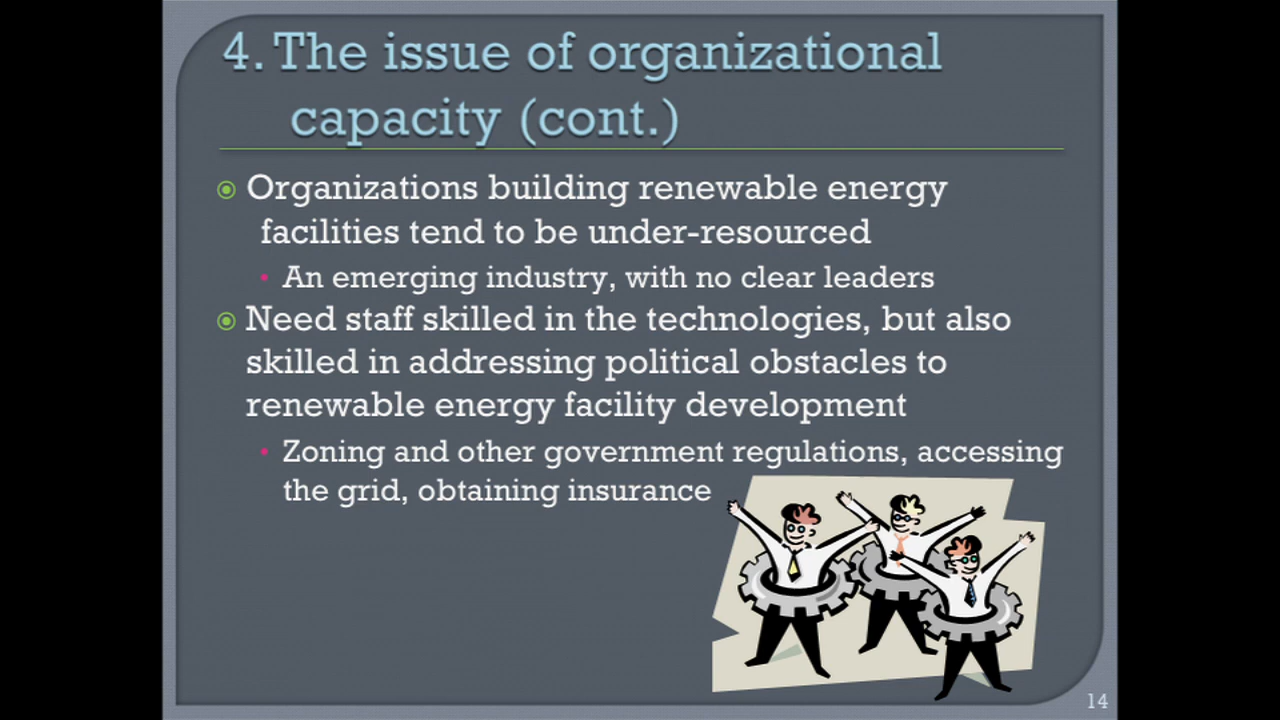 4. The issue of organizational
capacity (cont.)
Organizations building renewable energy
facilities tend to be under-resourced
An emerging industry, with no clear leaders
Need staff skilled in the technologies, but also
skilled in addressing political obstacles to
renewable energy facility development
Zoning and other government regulations, accessing
the grid, obtaining insurance
14